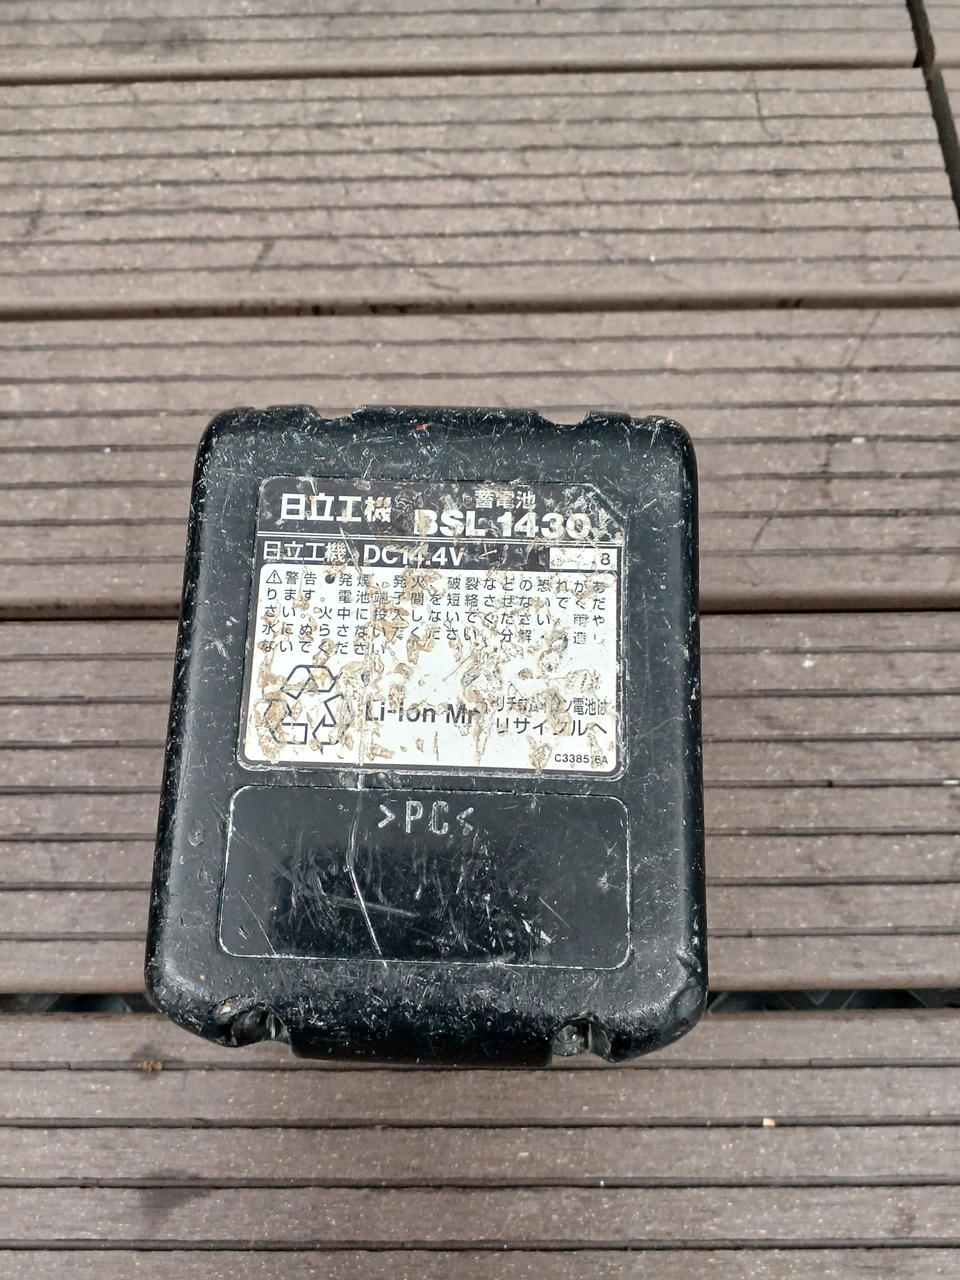 日立工機 蓄電池
BSL 1430
日立工機 DC14.4V 8
⚠警告 ●発煙、発火、破裂などの恐れがあ
ります。電池端子間を短絡させないでくだ
さい。火中に投入しないでください。雨や
水にぬらさないでください。分解・ 造し
ないでください。
Li-ion リチウムイオン電池は
リサイクルへ
>PC<